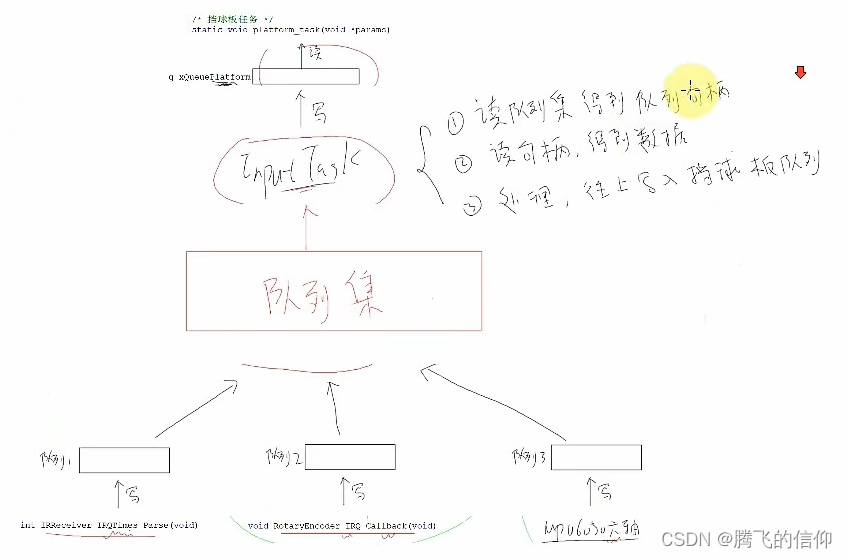 /* 挡球板任务 */
static void platform_task(void *params)
读
g_xQueuePlatform
写
Input Task
① 读队列集得到队列句柄
② 读句柄，得到数据
③ 处理，往上写入挡球板队列
队列集
队列1
队列2
队列3
写
写
写
int IRReceiver_IRQTimes_Parse(void)
void RotaryEncoder_IRQ_Callback(void)
MPU6050六轴
CSDN @腾飞的信仰